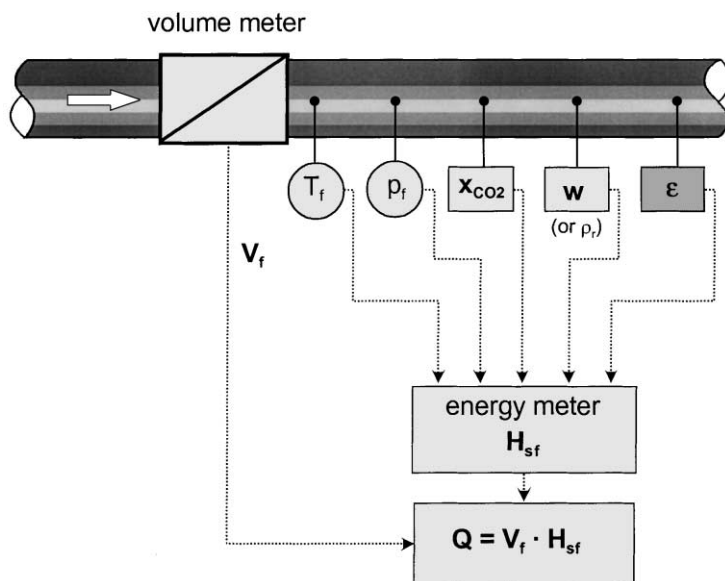 volume meter
T_f
p_f
x_CO2
w
(or ρ_r)
ε
V_f
energy meter
H_sf
Q = V_f · H_sf